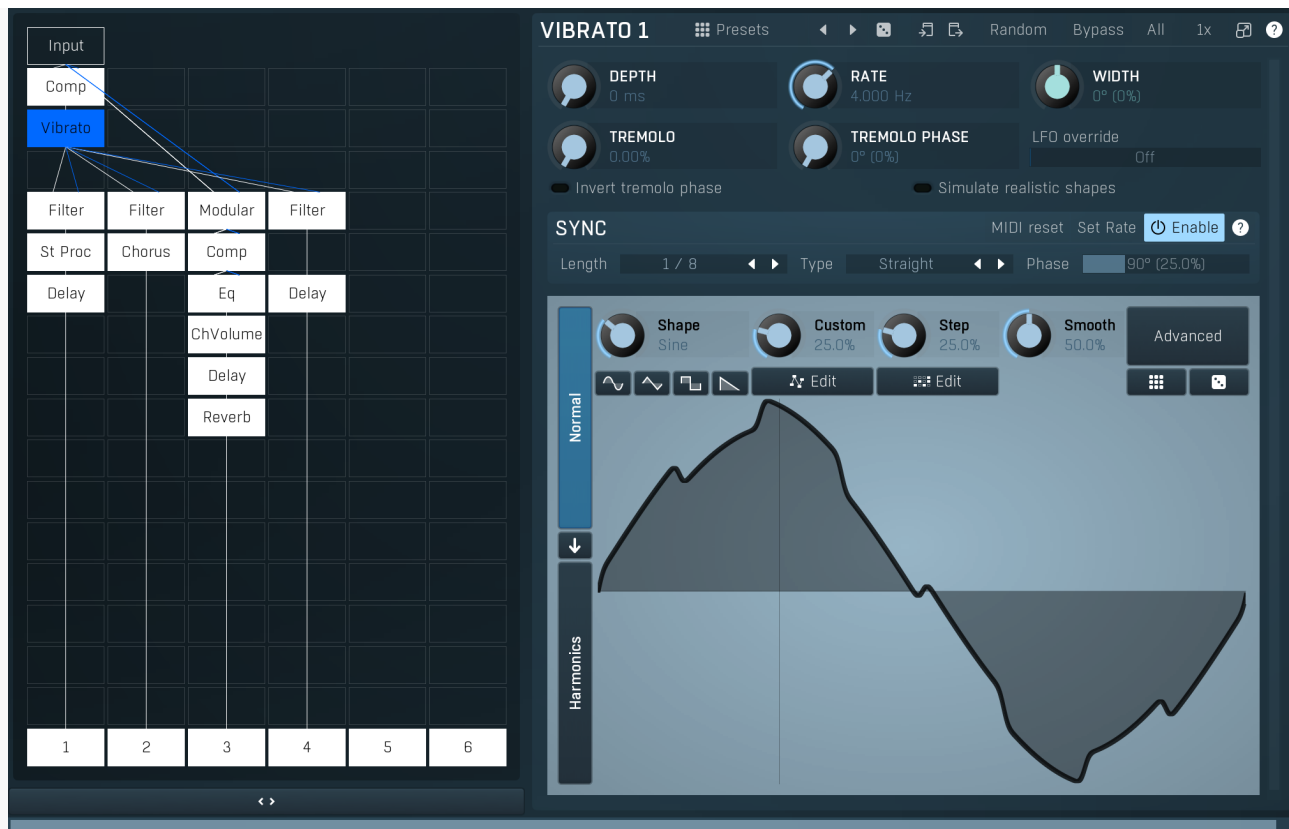 Input
Comp
Vibrato
Filter Filter Modular Filter
St Proc Chorus Comp
Delay Eq Delay
ChVolume
Delay
Reverb
1 2 3 4 5 6
VIBRATO 1 Presets Random Bypass All 1x ?
DEPTH
0 ms
RATE
4.000 Hz
WIDTH
0° (0%)
TREMOLO
0.00%
TREMOLO PHASE
0° (0%)
LFO override
Off
Invert tremolo phase Simulate realistic shapes
SYNC MIDI reset Set Rate Enable ?
Length 1 / 8 Type Straight Phase 90° (25.0%)
Normal
Harmonics
Shape
Sine
Custom
25.0%
Step
25.0%
Smooth
50.0%
Advanced
Edit Edit